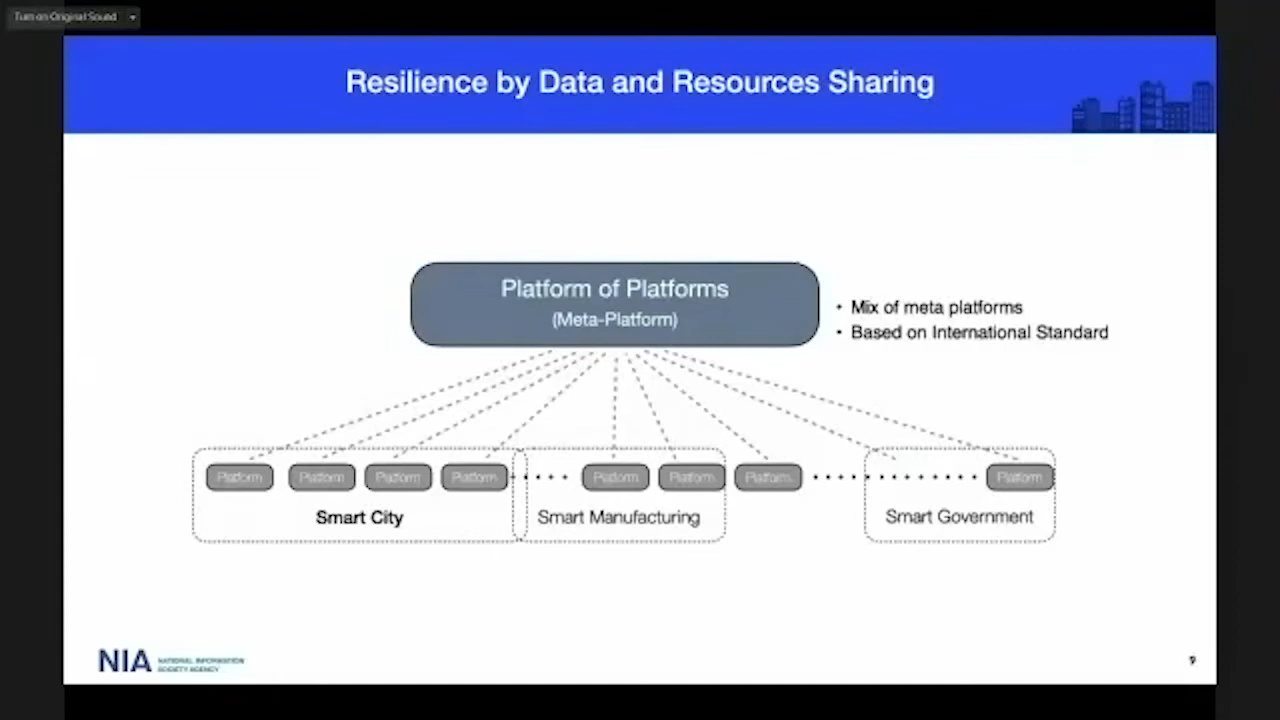 Turn on Original Sound
Resilience by Data and Resources Sharing
Platform of Platforms
(Meta-Platform)
• Mix of meta platforms
• Based on International Standard
Platform
Platform
Platform
Platform
Platform
Platform
Platform
Platform
Smart City
Smart Manufacturing
Smart Government
NIA
NATIONAL INFORMATION
SOCIETY AGENCY
9